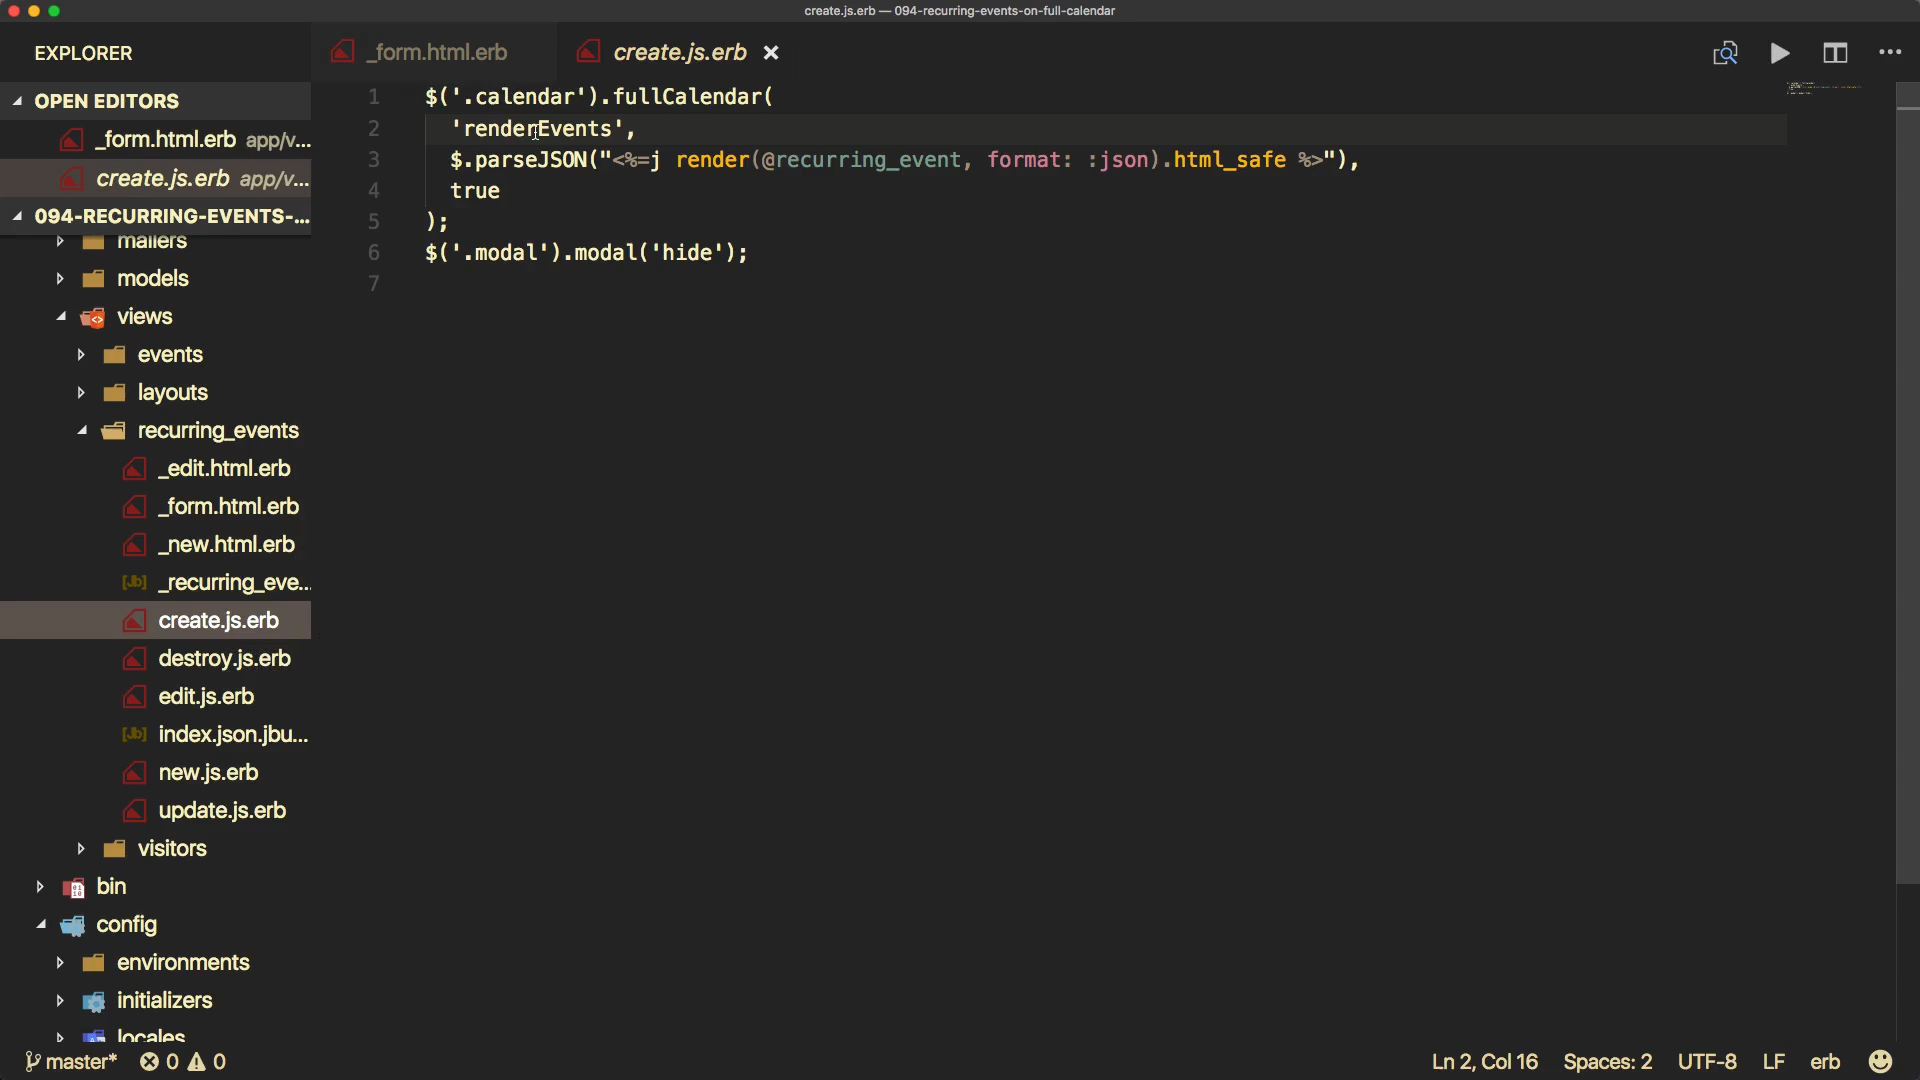 create.js.erb — 094-recurring-events-on-full-calendar
EXPLORER
_form.html.erb
create.js.erb
OPEN EDITORS
_form.html.erb app/v...
create.js.erb app/v...
094-RECURRING-EVENTS-...
mailers
models
views
events
layouts
recurring_events
_edit.html.erb
_form.html.erb
_new.html.erb
[Jb] _recurring_eve...
create.js.erb
destroy.js.erb
edit.js.erb
[Jb] index.json.jbu...
new.js.erb
update.js.erb
visitors
bin
config
environments
initializers
locales
1 $('.calendar').fullCalendar(
2 'renderEvents',
3 $.parseJSON("<%=j render(@recurring_event, format: :json).html_safe %>"),
4 true
5 );
6 $('.modal').modal('hide');
7
master* 0 0
Ln 2, Col 16 Spaces: 2 UTF-8 LF erb